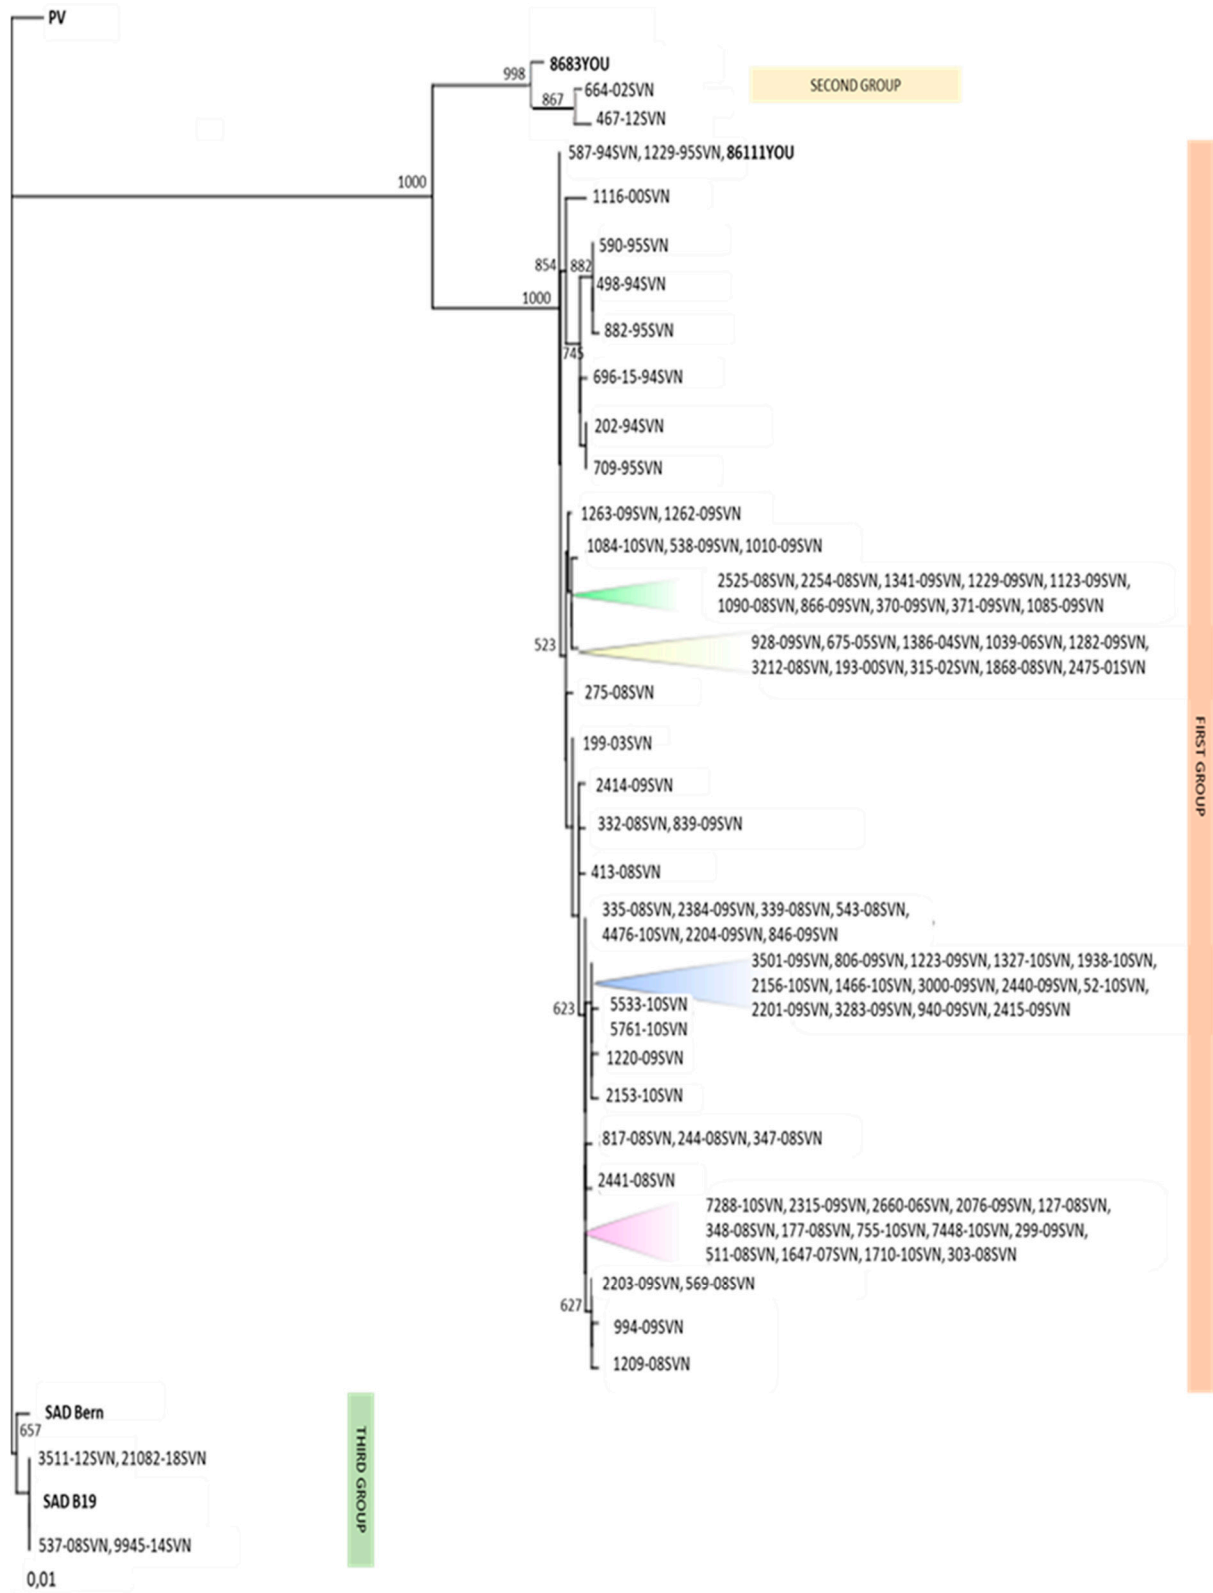 PV
8683YOU
998
SECOND GROUP
664-02SVN
867
467-12SVN
587-94SVN, 1229-95SVN, 86111YOU
1000
1116-00SVN
590-95SVN
854
882
498-94SVN
1000
882-95SVN
745
696-15-94SVN
202-94SVN
709-95SVN
1263-09SVN, 1262-09SVN
1084-10SVN, 538-09SVN, 1010-09SVN
2525-08SVN, 2254-08SVN, 1341-09SVN, 1229-09SVN, 1123-09SVN,
1090-08SVN, 866-09SVN, 370-09SVN, 371-09SVN, 1085-09SVN
523
928-09SVN, 675-05SVN, 1386-04SVN, 1039-06SVN, 1282-09SVN,
3212-08SVN, 193-00SVN, 315-02SVN, 1868-08SVN, 2475-01SVN
275-08SVN
FIRST GROUP
199-03SVN
2414-09SVN
332-08SVN, 839-09SVN
413-08SVN
335-08SVN, 2384-09SVN, 339-08SVN, 543-08SVN,
4476-10SVN, 2204-09SVN, 846-09SVN
3501-09SVN, 806-09SVN, 1223-09SVN, 1327-10SVN, 1938-10SVN,
2156-10SVN, 1466-10SVN, 3000-09SVN, 2440-09SVN, 52-10SVN,
2201-09SVN, 3283-09SVN, 940-09SVN, 2415-09SVN
623
5533-10SVN
5761-10SVN
1220-09SVN
2153-10SVN
817-08SVN, 244-08SVN, 347-08SVN
2441-08SVN
7288-10SVN, 2315-09SVN, 2660-06SVN, 2076-09SVN, 127-08SVN,
348-08SVN, 177-08SVN, 755-10SVN, 7448-10SVN, 299-09SVN,
511-08SVN, 1647-07SVN, 1710-10SVN, 303-08SVN
2203-09SVN, 569-08SVN
627
994-09SVN
1209-08SVN
SAD Bern
657
3511-12SVN, 21082-18SVN
THIRD GROUP
SAD B19
537-08SVN, 9945-14SVN
0,01